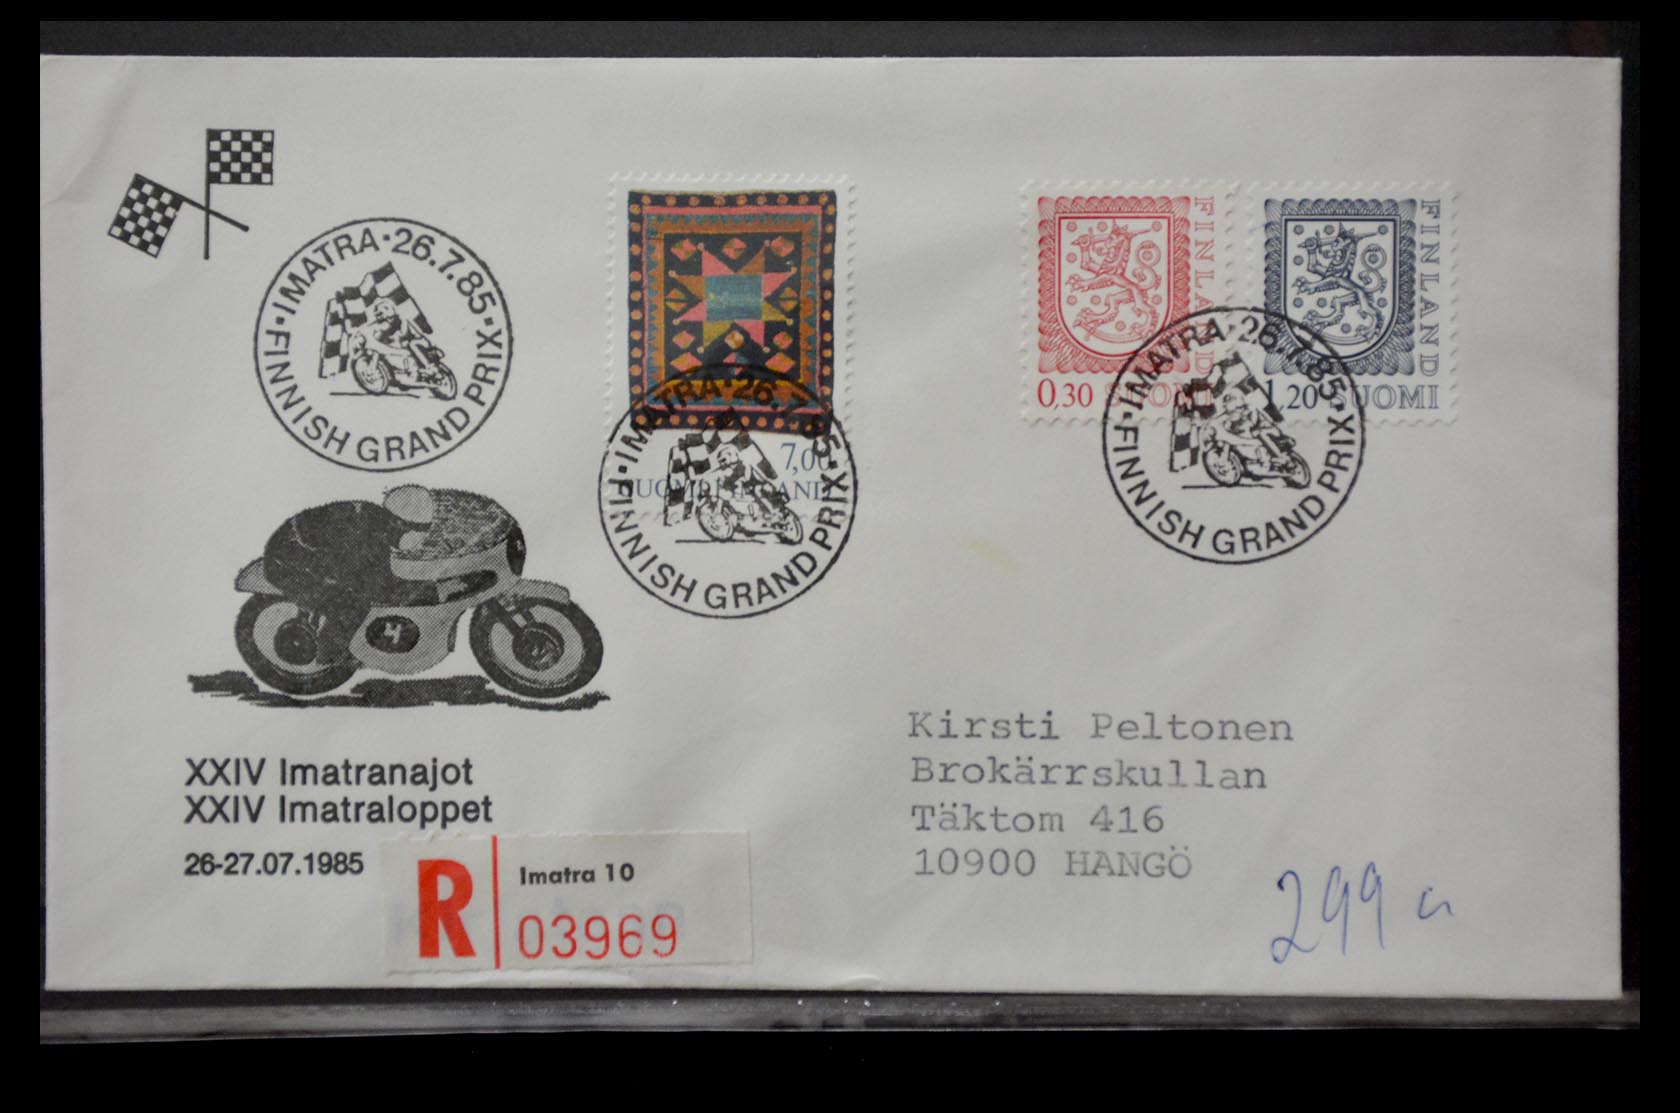 IMATRA·26.7.85·
·FINNISH GRAND PRIX
7,00
SUOMI FINLAND
IMATRA·26.7.85·
·FINNISH GRAND PRIX
FINLAND
0,30 SUOMI
FINLAND
1,20 SUOMI
IMATRA·26.7.85·
·FINNISH GRAND PRIX
4
XXIV Imatranajot
XXIV Imatraloppet
26-27.07.1985
R
Imatra 10
03969
Kirsti Peltonen
Brokärrskullan
Täktom 416
10900 HANGÖ
299